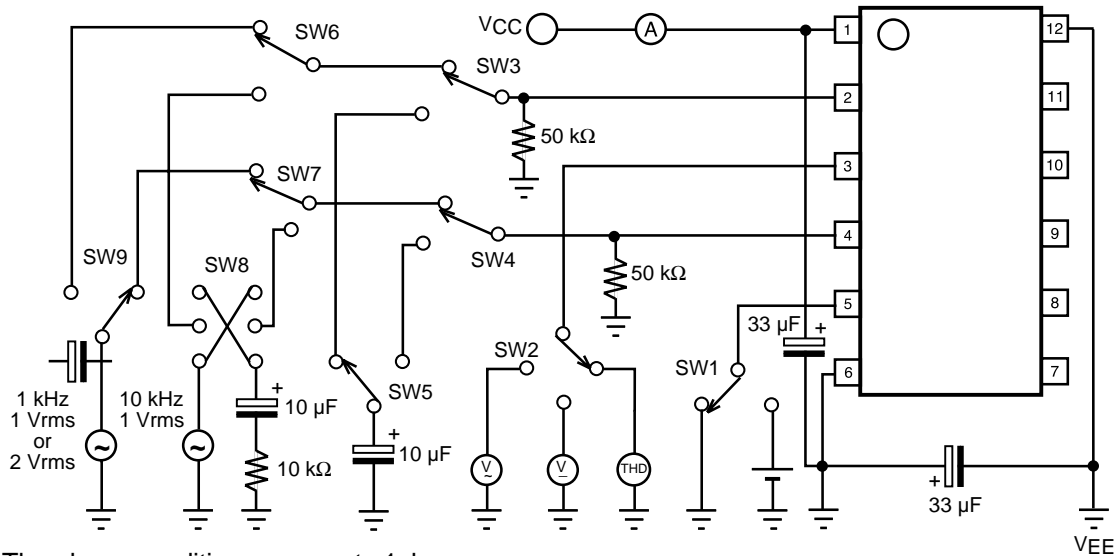 SW6
VCC
A
1
12
SW3
2
11
50 kΩ
3
10
SW7
4
9
SW4
50 kΩ
SW9
SW8
5
8
33 µF
+
SW2
SW1
6
7
SW5
1 kHz
1 Vrms
or
2 Vrms
~
10 kHz
1 Vrms
~
+
10 µF
10 kΩ
+
10 µF
V
~
V
–
THD
+
33 µF
VEE